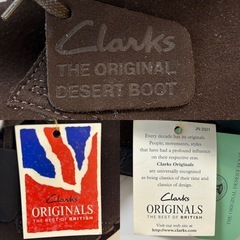 Clarks
THE ORIGINAL
DESERT BOOT
Clarks
ORIGINALS
THE BEST OF BRITISH
Every decade has its originals.
People, movements, styles
that have had a profound influence
on their respective eras.
Clarks Originals
are universally recognised
as being classics of their time and
classics of design.
Clarks
ORIGINALS
THE BEST OF BRITISH
Visit our web site at
www.clarks.com